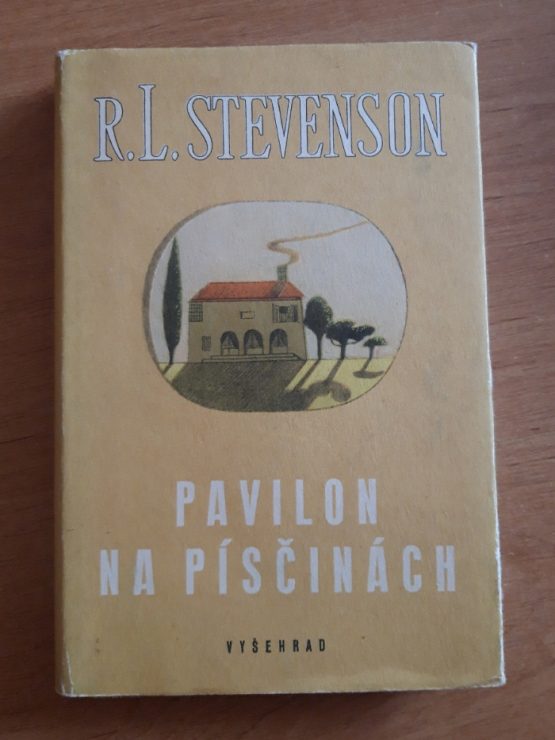 R.L. STEVENSON
PAVILON
NA PÍSČINÁCH
VYŠEHRAD